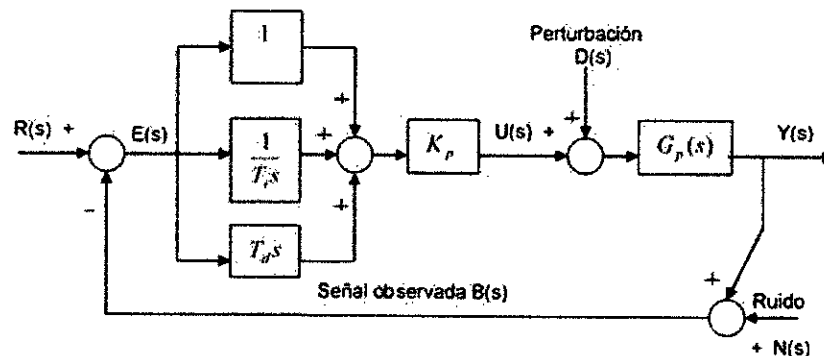 1
Perturbación
D(s)
R(s) +
E(s)
+
+
1
T_i s
+
K_p
U(s) +
+
G_p(s)
Y(s)
-
+
T_d s
Señal observada B(s)
+
Ruido
+ N(s)